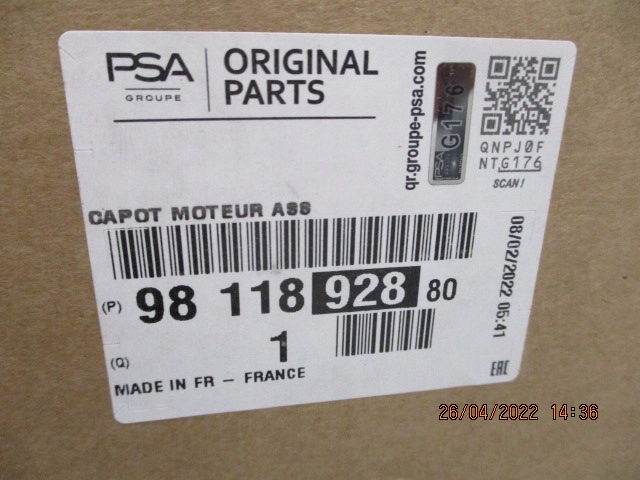 PSA
GROUPE
ORIGINAL
PARTS
qr.groupe-psa.com
PSA
G176
QNPJ0F
NTG176
SCAN!
CAPOT MOTEUR ASS
(P) 98 118 928 80
(Q) 1
MADE IN FR – FRANCE
08/02/2022 05:41
EAC
26/04/2022 14:36